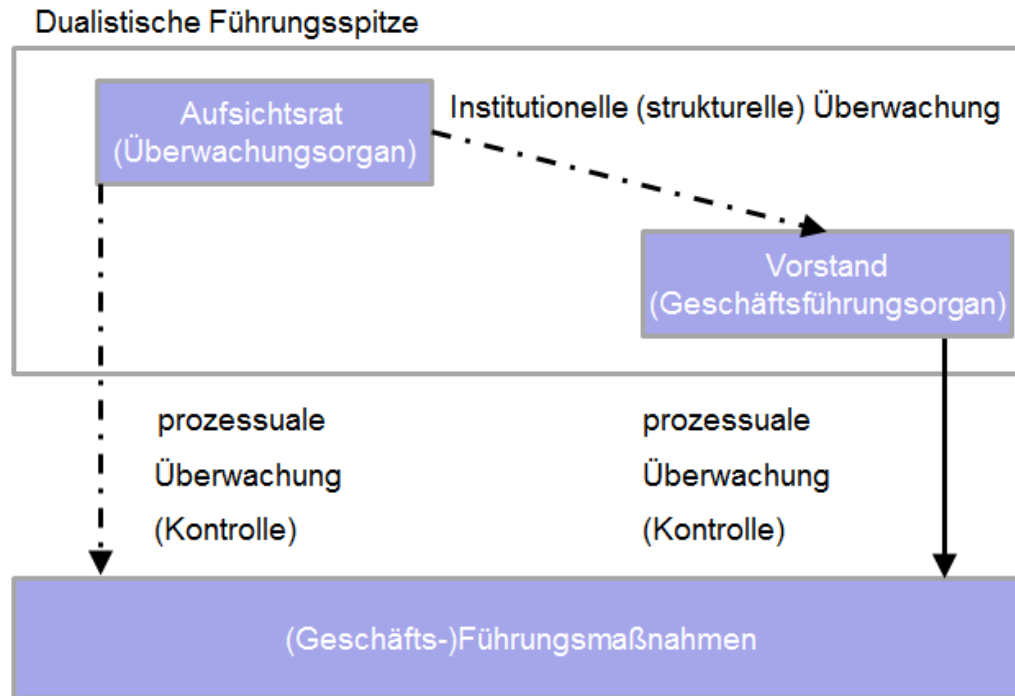 Dualistische Führungsspitze
Aufsichtsrat
(Überwachungsorgan)
Institutionelle (strukturelle) Überwachung
Vorstand
(Geschäftsführungsorgan)
prozessuale
Überwachung
(Kontrolle)
prozessuale
Überwachung
(Kontrolle)
(Geschäfts-)Führungsmaßnahmen